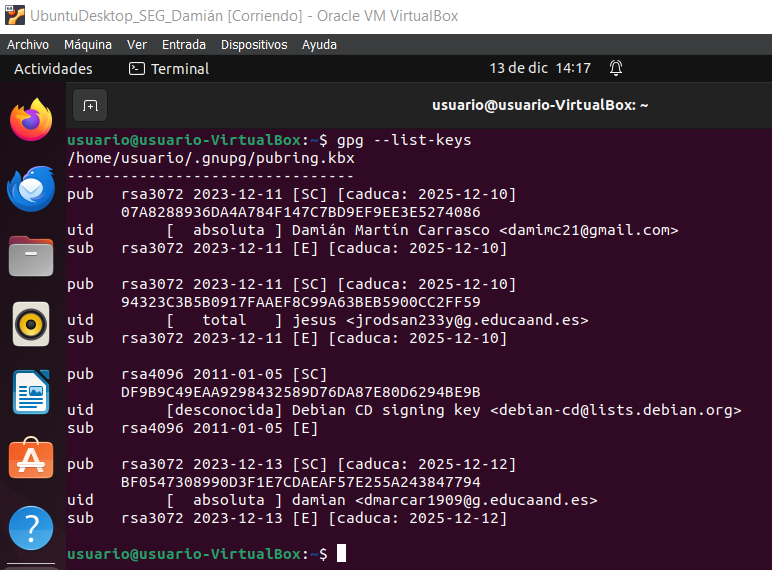 UbuntuDesktop_SEG_Damián [Corriendo] - Oracle VM VirtualBox
Archivo Máquina Ver Entrada Dispositivos Ayuda
Actividades Terminal 13 de dic 14:17
usuario@usuario-VirtualBox: ~
usuario@usuario-VirtualBox:~$ gpg --list-keys
/home/usuario/.gnupg/pubring.kbx
--------------------------------
pub rsa3072 2023-12-11 [SC] [caduca: 2025-12-10]
07A8288936DA4A784F147C7BD9EF9EE3E5274086
uid [ absoluta ] Damián Martín Carrasco <damimc21@gmail.com>
sub rsa3072 2023-12-11 [E] [caduca: 2025-12-10]
pub rsa3072 2023-12-11 [SC] [caduca: 2025-12-10]
94323C3B5B0917FAAEF8C99A63BEB5900CC2FF59
uid [ total ] jesus <jrodsan233y@g.educaand.es>
sub rsa3072 2023-12-11 [E] [caduca: 2025-12-10]
pub rsa4096 2011-01-05 [SC]
DF9B9C49EAA9298432589D76DA87E80D6294BE9B
uid [desconocida] Debian CD signing key <debian-cd@lists.debian.org>
sub rsa4096 2011-01-05 [E]
pub rsa3072 2023-12-13 [SC] [caduca: 2025-12-12]
BF0547308990D3F1E7CDAEAF57E255A243847794
uid [ absoluta ] damian <dmarcar1909@g.educaand.es>
sub rsa3072 2023-12-13 [E] [caduca: 2025-12-12]
usuario@usuario-VirtualBox:~$